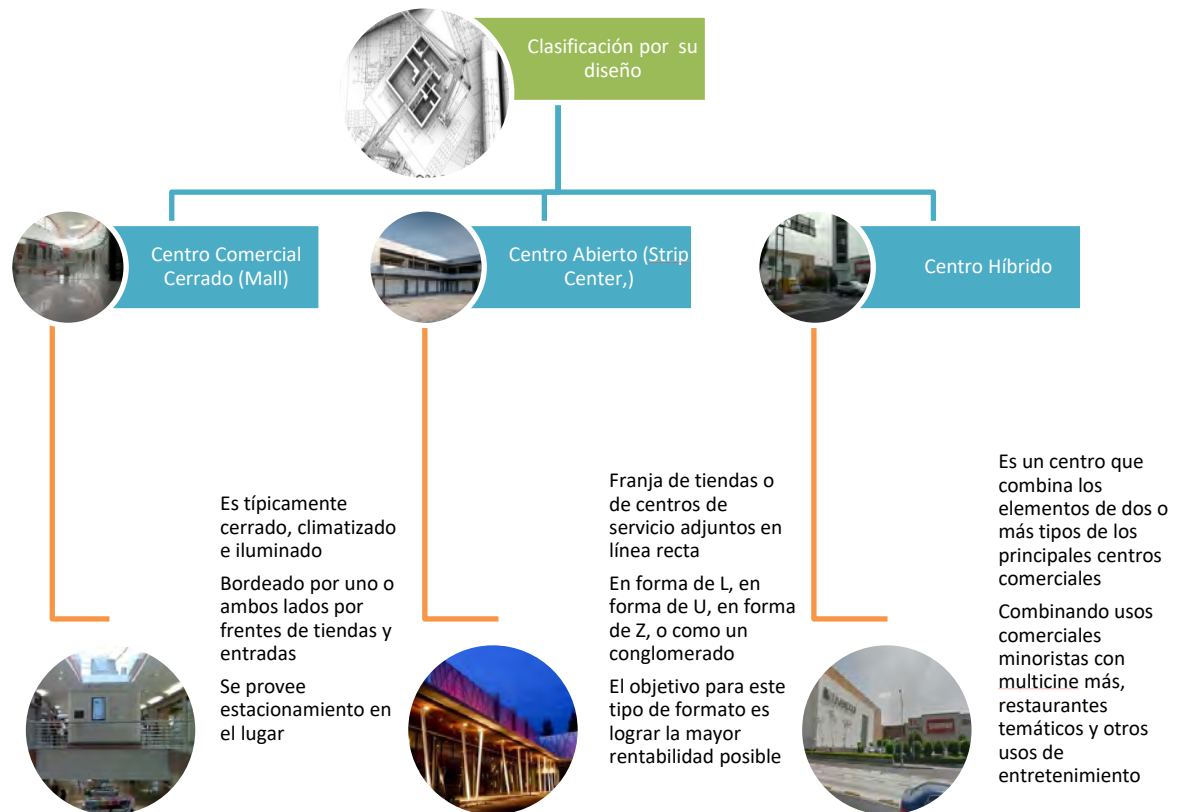 Clasificación por su
diseño
Centro Comercial
Cerrado (Mall)
Centro Abierto (Strip
Center,)
Centro Híbrido
Es típicamente
cerrado, climatizado
e iluminado
Bordeado por uno o
ambos lados por
frentes de tiendas y
entradas
Se provee
estacionamiento en
el lugar
Franja de tiendas o
de centros de
servicio adjuntos en
línea recta
En forma de L, en
forma de U, en forma
de Z, o como un
conglomerado
El objetivo para este
tipo de formato es
lograr la mayor
rentabilidad posible
Es un centro que
combina los
elementos de dos o
más tipos de los
principales centros
comerciales
Combinando usos
comerciales
minoristas con
multicine más,
restaurantes
temáticos y otros
usos de
entretenimiento